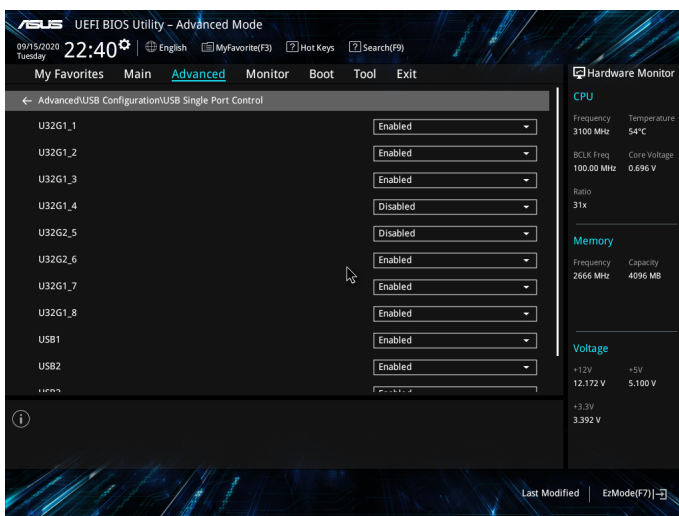 ASUS UEFI BIOS Utility – Advanced Mode
09/15/2020 Tuesday 22:40 English MyFavorite(F3) ? Hot Keys ? Search(F9)
My Favorites Main Advanced Monitor Boot Tool Exit
← Advanced\USB Configuration\USB Single Port Control
U32G1_1 Enabled
U32G1_2 Enabled
U32G1_3 Enabled
U32G1_4 Disabled
U32G2_5 Disabled
U32G2_6 Enabled
U32G1_7 Enabled
U32G1_8 Enabled
USB1 Enabled
USB2 Enabled
Hardware Monitor
CPU
Frequency Temperature
3100 MHz 54°C
BCLK Freq Core Voltage
100.00 MHz 0.696 V
Ratio
31x
Memory
Frequency Capacity
2666 MHz 4096 MB
Voltage
+12V +5V
12.172 V 5.100 V
+3.3V
3.392 V
Last Modified EzMode(F7)